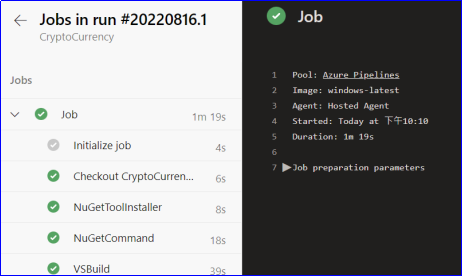 Jobs in run #20220816.1
CryptoCurrency
Jobs
Job 1m 19s
Initialize job 4s
Checkout CryptoCurren... 6s
NuGetToolInstaller 8s
NuGetCommand 18s
VSBuild 39s
Job
1 Pool: Azure Pipelines
2 Image: windows-latest
3 Agent: Hosted Agent
4 Started: Today at 下午10:10
5 Duration: 1m 19s
6
7 Job preparation parameters